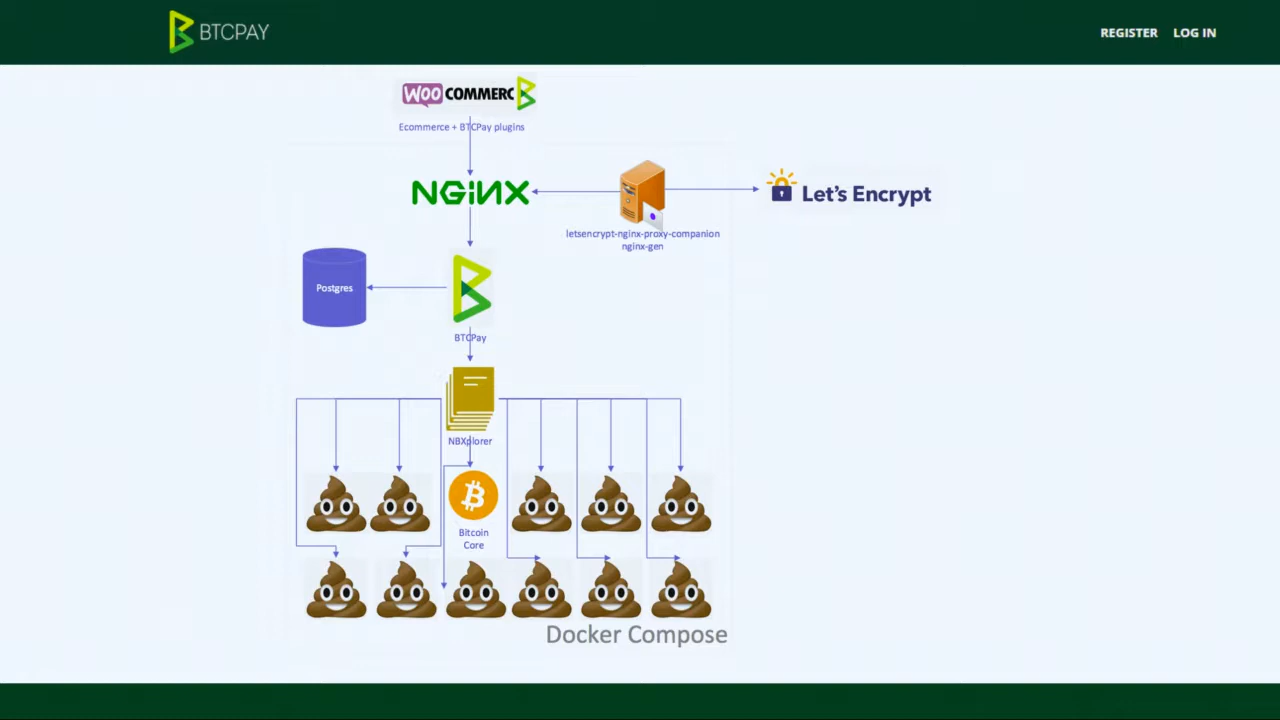 BTCPAY
REGISTER LOG IN
WOO COMMERC
Ecommerce + BTCPay plugins
NGiNX
Let's Encrypt
letsencrypt-nginx-proxy-companion
nginx-gen
Postgres
BTCPay
NBXplorer
Bitcoin
Core
Docker Compose